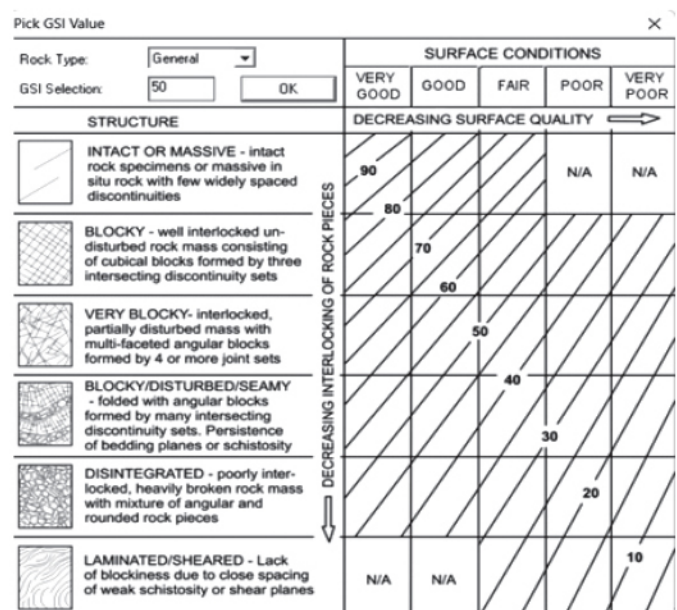 Pick GSI Value
Rock Type: General
GSI Selection: 50 OK
SURFACE CONDITIONS
VERY GOOD
GOOD
FAIR
POOR
VERY POOR
STRUCTURE
DECREASING SURFACE QUALITY
DECREASING INTERLOCKING OF ROCK PIECES
INTACT OR MASSIVE - intact
rock specimens or massive in
situ rock with few widely spaced
discontinuities
90
N/A
N/A
80
BLOCKY - well interlocked un-
disturbed rock mass consisting
of cubical blocks formed by three
intersecting discontinuity sets
70
60
VERY BLOCKY- interlocked,
partially disturbed mass with
multi-faceted angular blocks
formed by 4 or more joint sets
50
BLOCKY/DISTURBED/SEAMY
- folded with angular blocks
formed by many intersecting
discontinuity sets. Persistence
of bedding planes or schistosity
40
30
DISINTEGRATED - poorly inter-
locked, heavily broken rock mass
with mixture of angular and
rounded rock pieces
20
LAMINATED/SHEARED - Lack
of blockiness due to close spacing
of weak schistosity or shear planes
N/A
N/A
10